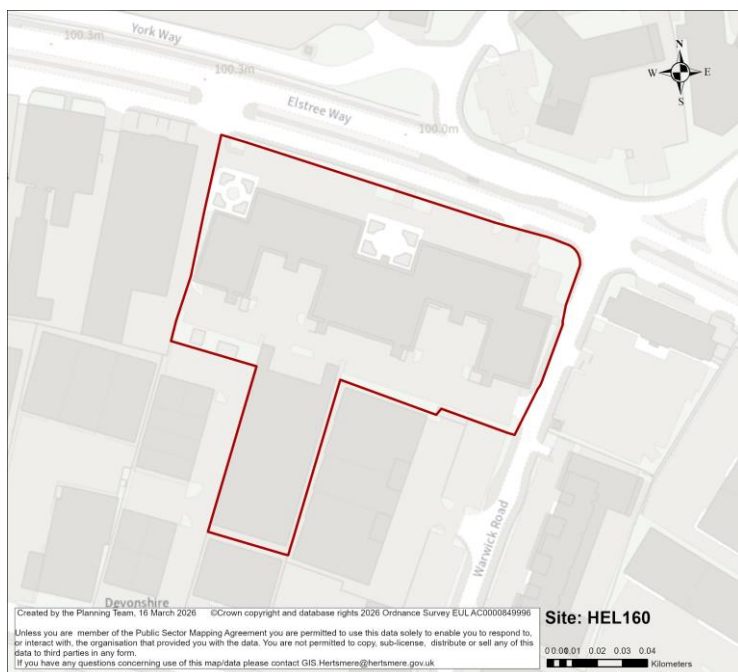 York Way
100.3m
100.3m
N
W E
S
Elstree Way
100.0m
Warwick Road
Devonshire
Created by the Planning Team, 16 March 2026 ©Crown copyright and database rights 2026 Ordnance Survey EUL AC0000849996
Unless you are member of the Public Sector Mapping Agreement you are permitted to use this data solely to enable you to respond to,
or interact with, the organisation that provided you with the data. You are not permitted to copy, sub-license, distribute or sell any of this
data to third parties in any form.
If you have any questions concerning use of this map/data please contact GIS.Hertsmere@hertsmere.gov.uk
Site: HEL160
0 0.01 0.02 0.03 0.04
Kilometers